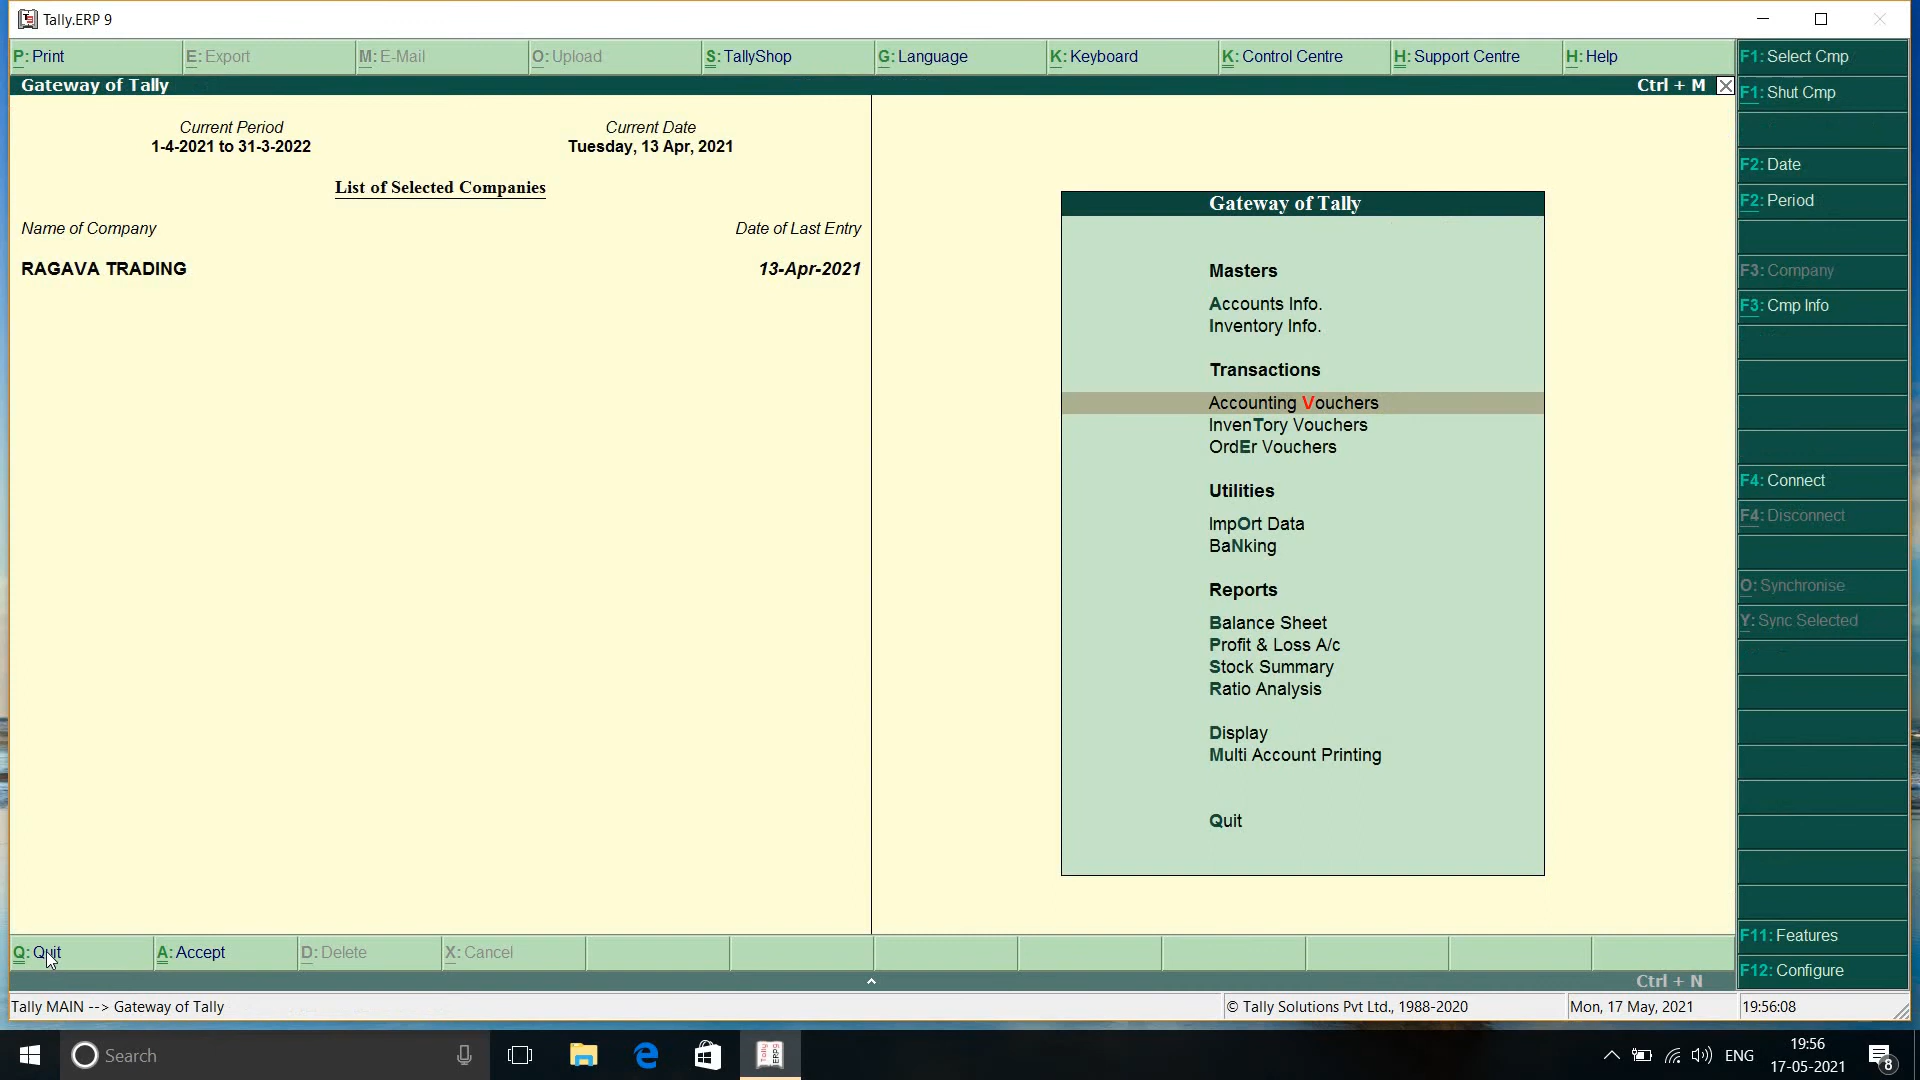 Tally.ERP 9
P: Print E: Export M: E-Mail O: Upload S: TallyShop G: Language K: Keyboard K: Control Centre H: Support Centre H: Help
Gateway of Tally Ctrl + M
Current Period Current Date
1-4-2021 to 31-3-2022 Tuesday, 13 Apr, 2021
List of Selected Companies
Name of Company Date of Last Entry
RAGAVA TRADING 13-Apr-2021
Gateway of Tally
Masters
Accounts Info.
Inventory Info.
Transactions
Accounting Vouchers
InvenTory Vouchers
OrdEr Vouchers
Utilities
ImpOrt Data
BaNking
Reports
Balance Sheet
Profit & Loss A/c
Stock Summary
Ratio Analysis
Display
Multi Account Printing
Quit
F1: Select Cmp
F1: Shut Cmp
F2: Date
F2: Period
F3: Company
F3: Cmp Info
F4: Connect
F4: Disconnect
O: Synchronise
Y: Sync Selected
F11: Features
F12: Configure
Q: Quit A: Accept D: Delete X: Cancel
Ctrl + N
Tally MAIN --> Gateway of Tally © Tally Solutions Pvt Ltd., 1988-2020 Mon, 17 May, 2021 19:56:08
Search ENG 19:56
17-05-2021 8